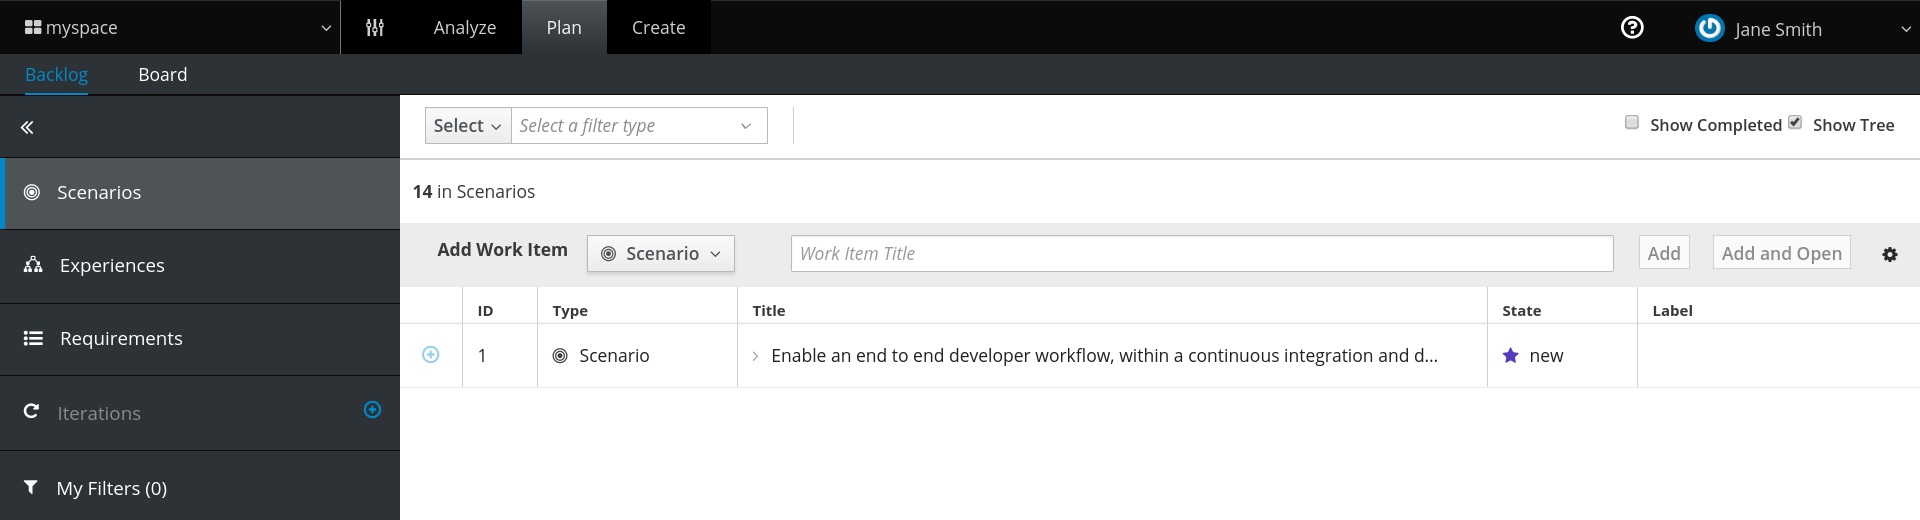 myspace Analyze Plan Create Jane Smith
Backlog Board
Select Select a filter type Show Completed Show Tree
Scenarios
Experiences
Requirements
Iterations
My Filters (0)
14 in Scenarios
Add Work Item Scenario Work Item Title Add Add and Open
ID Type Title State Label
1 Scenario Enable an end to end developer workflow, within a continuous integration and d... new